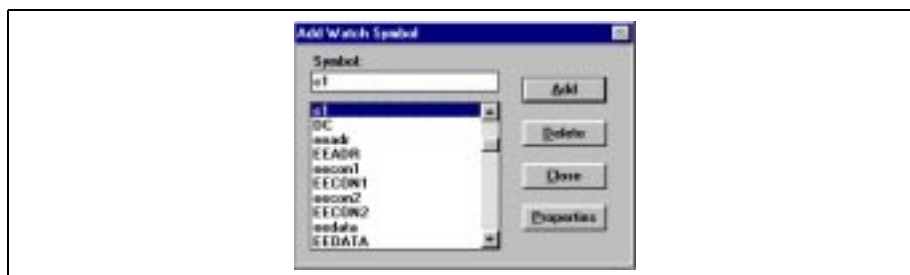 Add Watch Symbol
Symbol:
c1
Add
c1
DC
eeadr
EEADR
eecon1
EECON1
eecon2
EECON2
eedata
EEDATA
Delete
Close
Properties